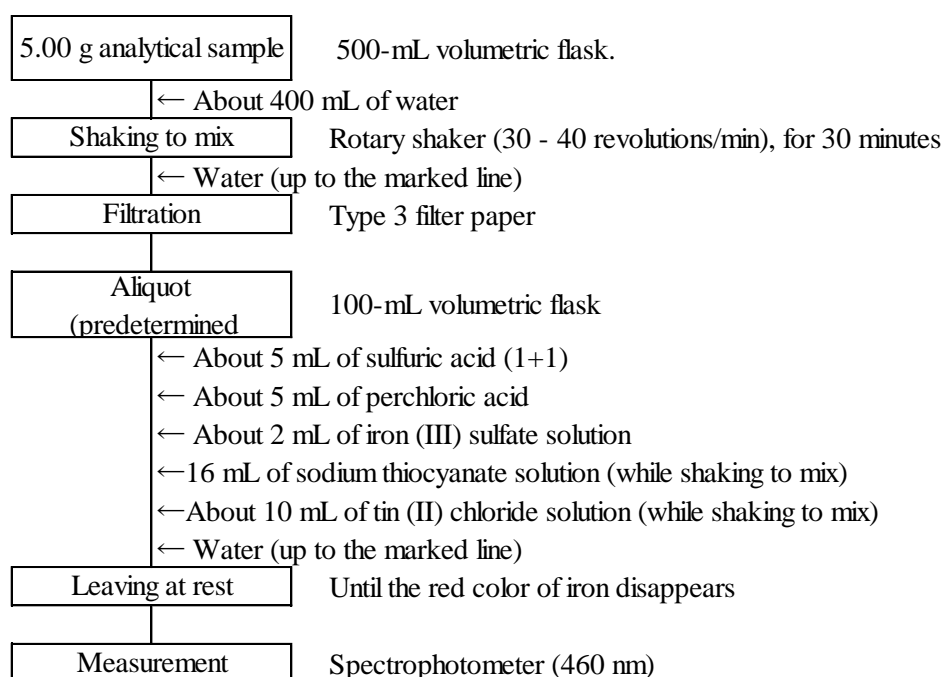 5.00 g analytical sample 500-mL volumetric flask.
← About 400 mL of water
Shaking to mix Rotary shaker (30 - 40 revolutions/min), for 30 minutes
← Water (up to the marked line)
Filtration Type 3 filter paper
Aliquot
(predetermined 100-mL volumetric flask
← About 5 mL of sulfuric acid (1+1)
← About 5 mL of perchloric acid
← About 2 mL of iron (III) sulfate solution
←16 mL of sodium thiocyanate solution (while shaking to mix)
←About 10 mL of tin (II) chloride solution (while shaking to mix)
← Water (up to the marked line)
Leaving at rest Until the red color of iron disappears
Measurement Spectrophotometer (460 nm)